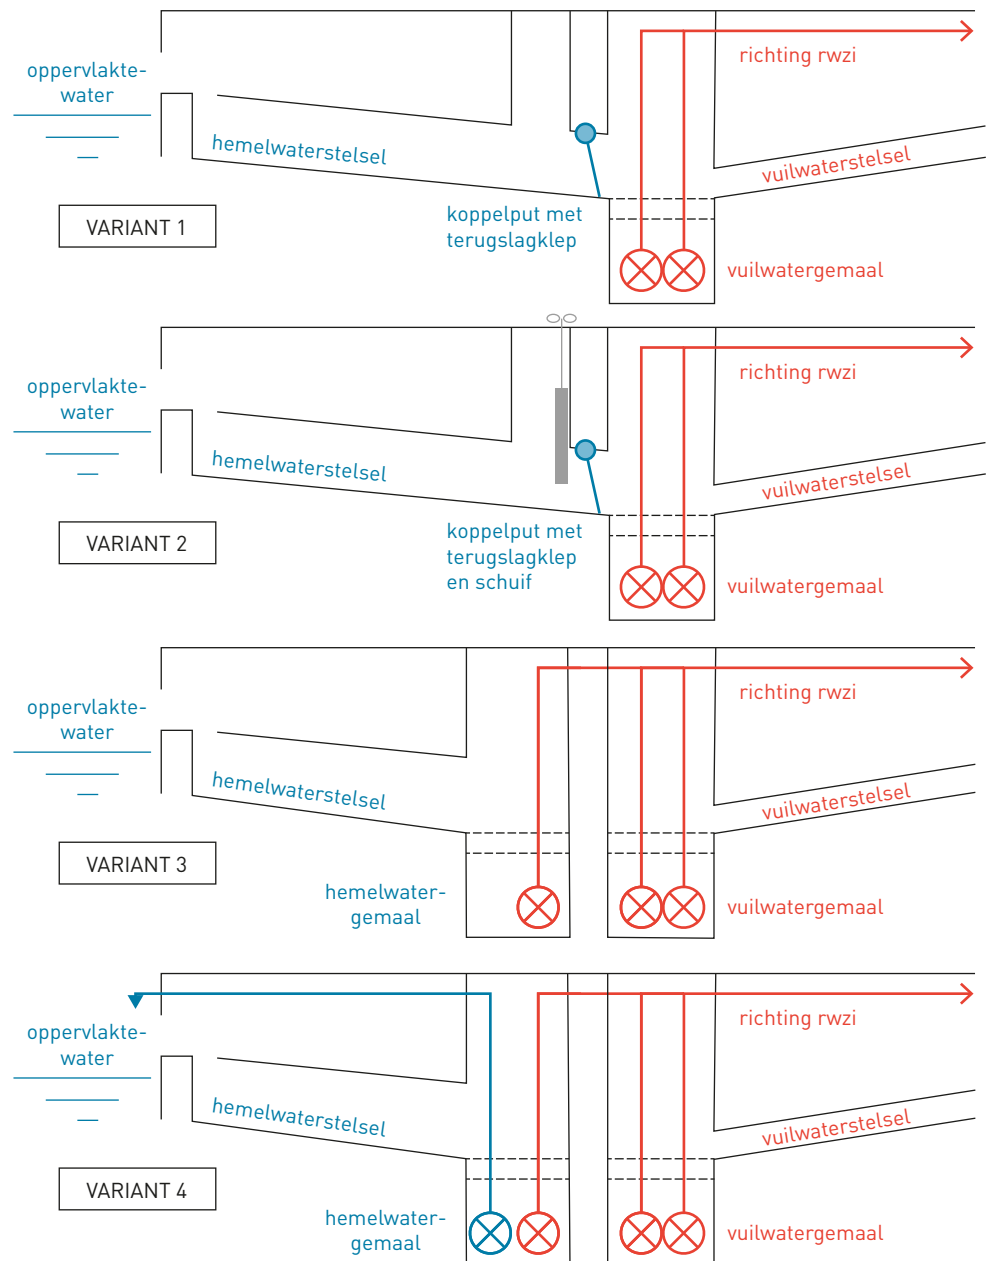 oppervlakte-
water
hemelwaterstelsel
richting rwzi
vuilwaterstelsel
koppelput met
terugslagklep
VARIANT 1
vuilwatergemaal
oppervlakte-
water
hemelwaterstelsel
richting rwzi
vuilwaterstelsel
koppelput met
terugslagklep
en schuif
VARIANT 2
vuilwatergemaal
oppervlakte-
water
hemelwaterstelsel
richting rwzi
vuilwaterstelsel
VARIANT 3
hemelwater-
gemaal
vuilwatergemaal
oppervlakte-
water
hemelwaterstelsel
richting rwzi
vuilwaterstelsel
VARIANT 4
hemelwater-
gemaal
vuilwatergemaal